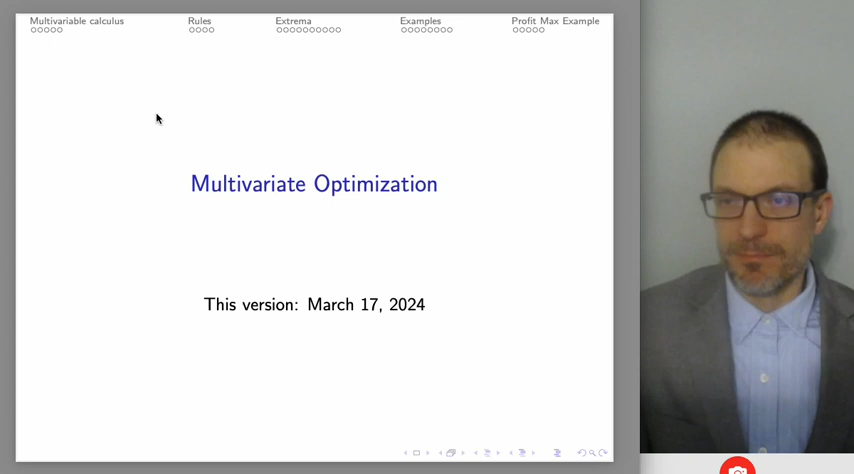 Multivariable calculus Rules Extrema Examples Profit Max Example
Multivariate Optimization
This version: March 17, 2024